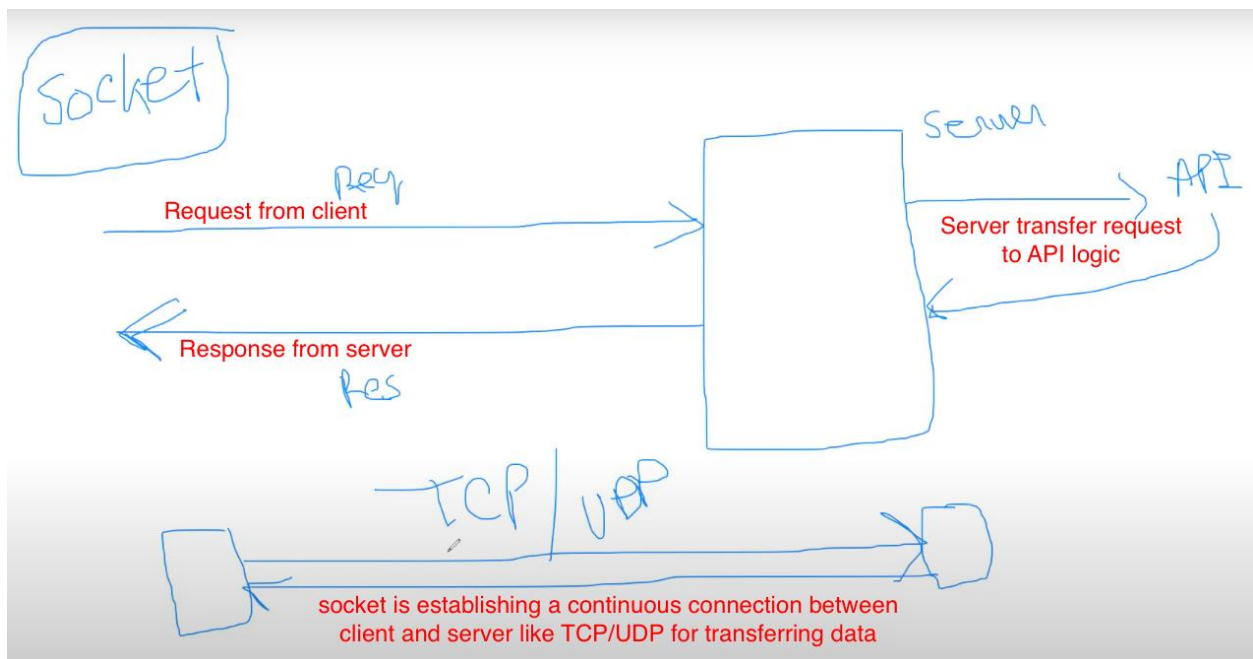 Socket
Server
API
Req
Request from client
Server transfer request
to API logic
Response from server
Res
TCP/UDP
socket is establishing a continuous connection between
client and server like TCP/UDP for transferring data